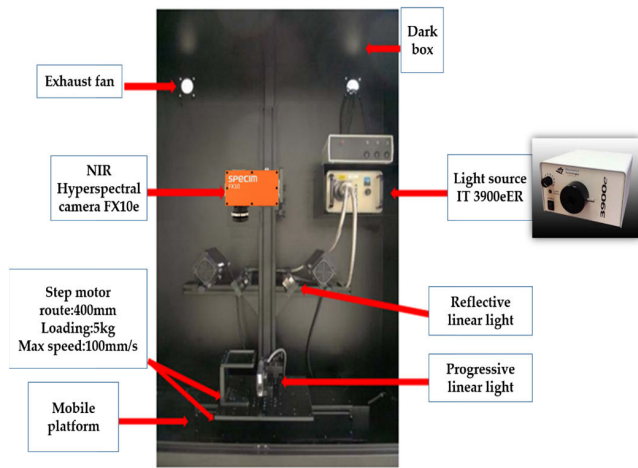 Dark
box
Exhaust fan
NIR
Hyperspectral
camera FX10e
SPECIM
FX10
Light source
IT 3900eER
3900e
Step motor
route:400mm
Loading:5kg
Max speed:100mm/s
Reflective
linear light
Progressive
linear light
Mobile
platform